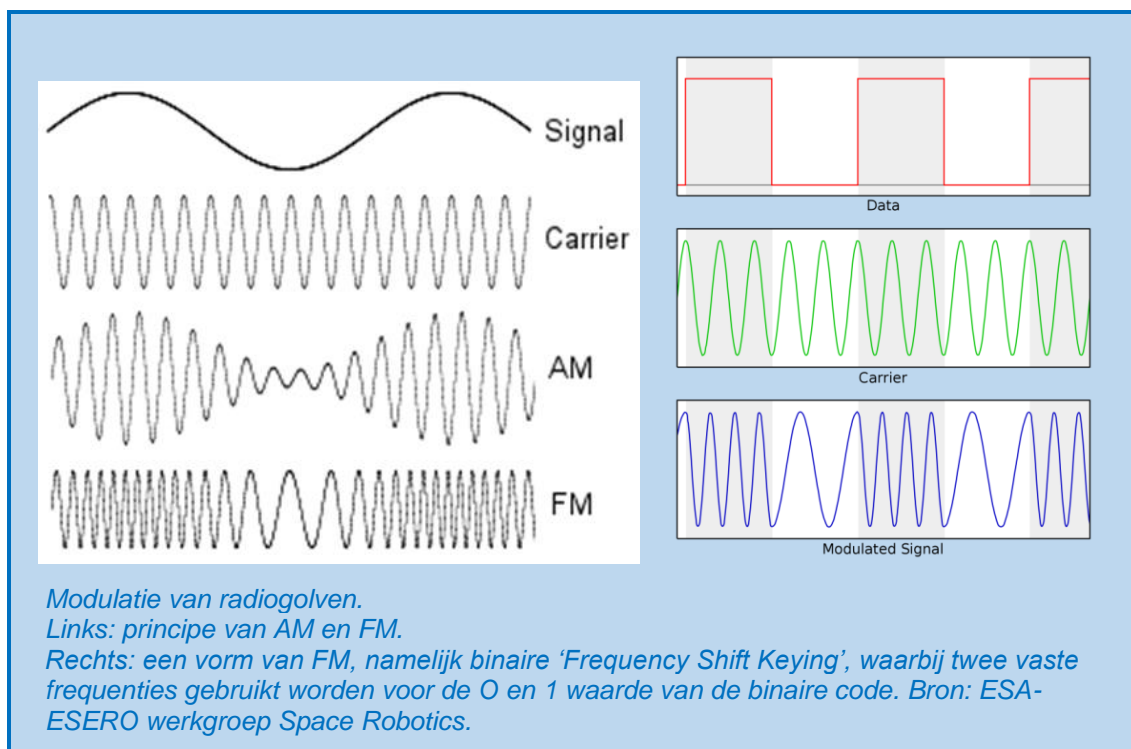 Signal
Carrier
AM
FM
Data
Carrier
Modulated Signal
Modulatie van radiogolven.
Links: principe van AM en FM.
Rechts: een vorm van FM, namelijk binaire ‘Frequency Shift Keying’, waarbij twee vaste
frequenties gebruikt worden voor de O en 1 waarde van de binaire code. Bron: ESA-
ESERO werkgroep Space Robotics.